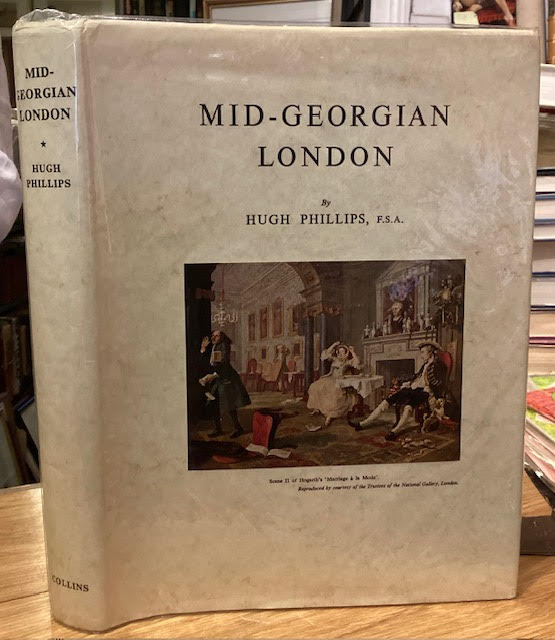 MID-
GEORGIAN
LONDON
★
HUGH
PHILLIPS
COLLINS
MID-GEORGIAN
LONDON
By
HUGH PHILLIPS, F.S.A.
Scene II of Hogarth's 'Marriage à la Mode'.
Reproduced by courtesy of the Trustees of the National Gallery, London.